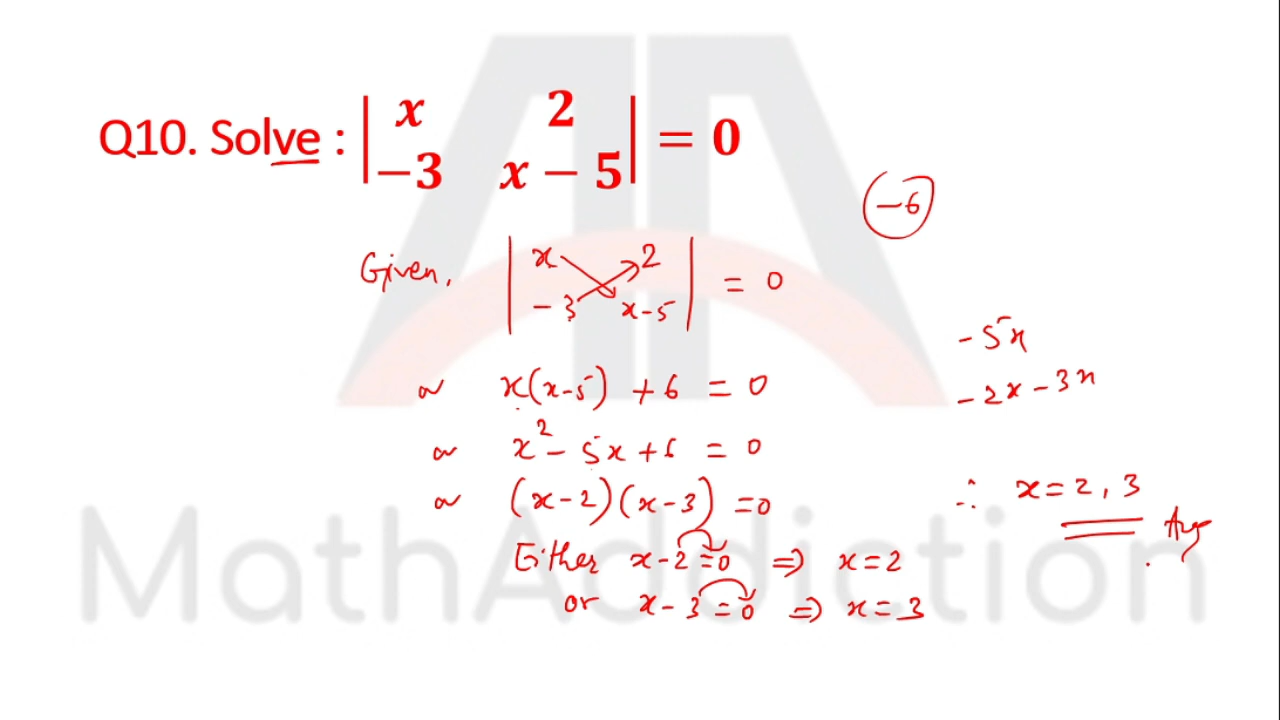 Q10. Solve : | x 2 | = 0
| −3 x − 5 |
−6
Given, | x 2 | = 0
| −3 x-5 |
-5x
-2x-3x
or x(x-5) + 6 = 0
or x² - 5x + 6 = 0
or (x-2)(x-3) = 0
∴ x = 2, 3 Ans
Either x-2 = 0 ⇒ x = 2
or x-3 = 0 ⇒ x = 3
MathAddiction